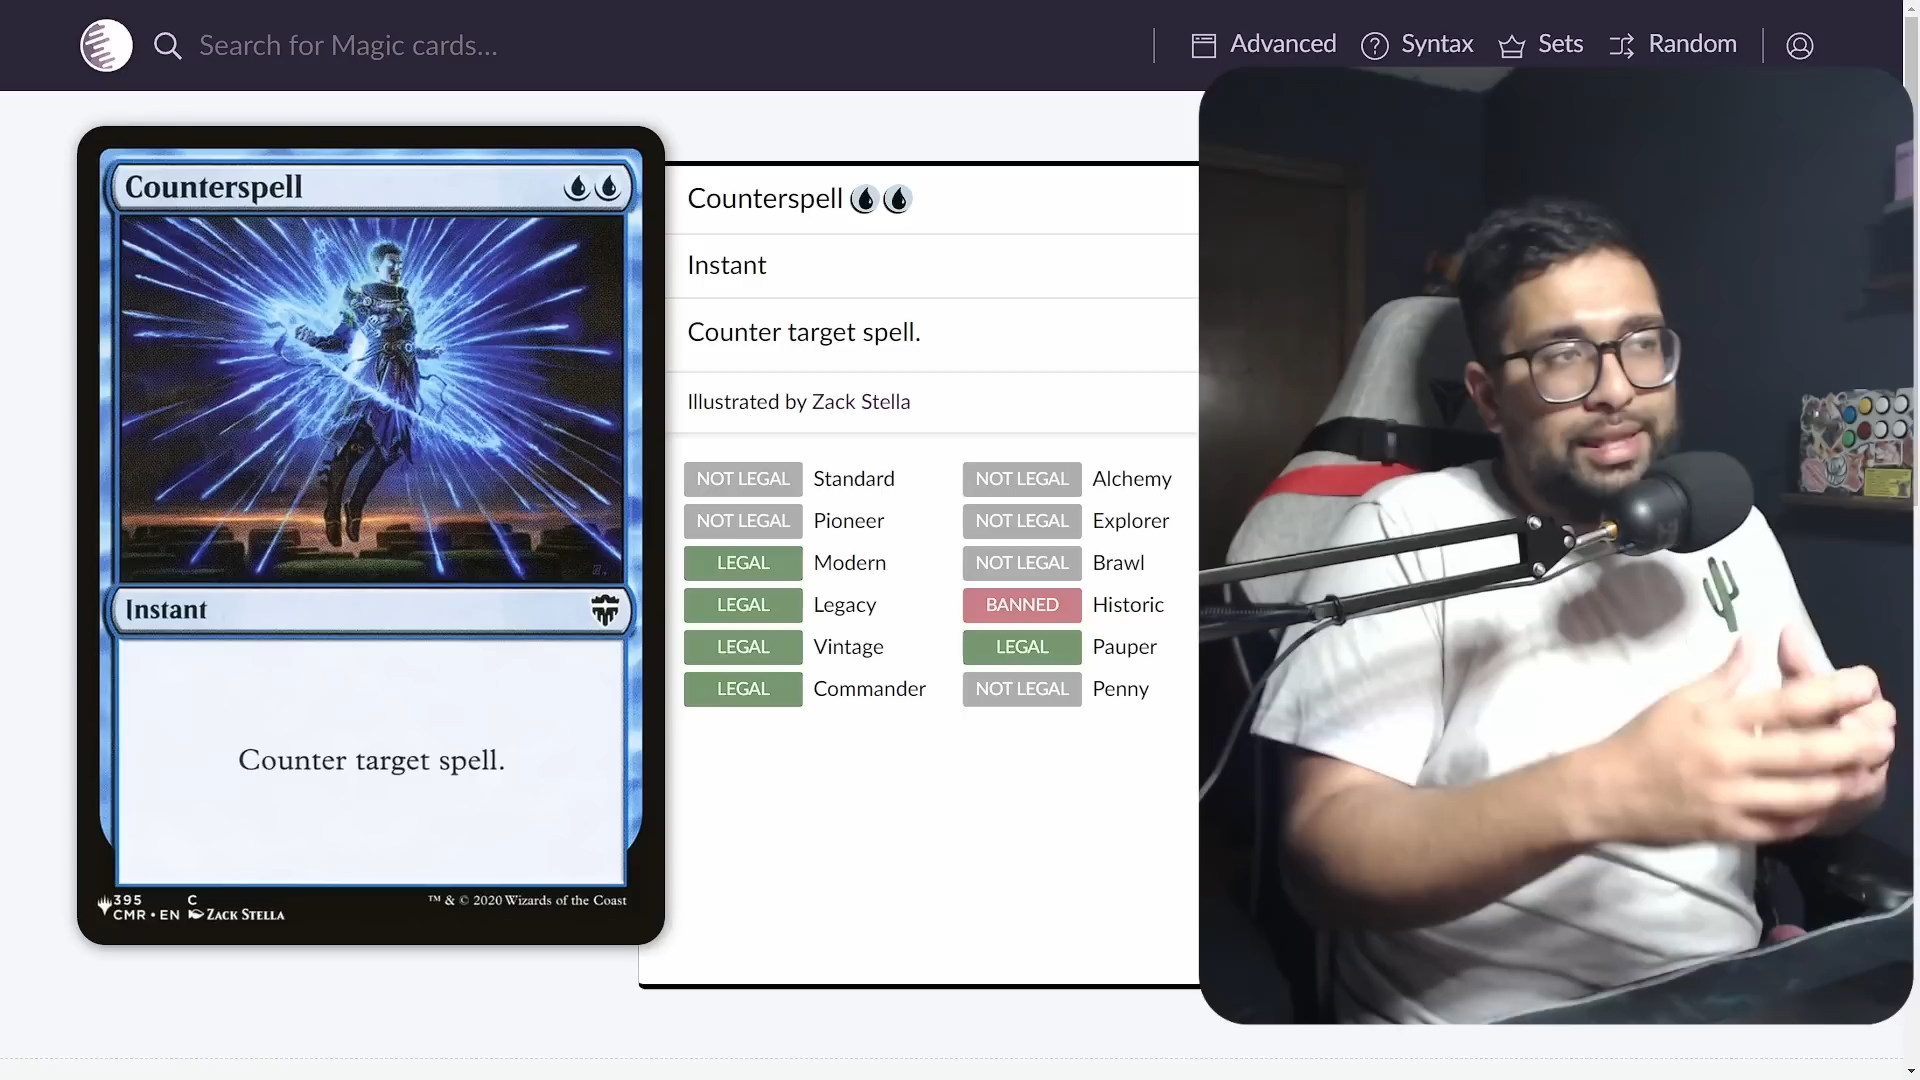 Search for Magic cards...
Advanced
Syntax
Sets
Random
Counterspell
Instant
Counter target spell.
395 C
CMR • EN ZACK STELLA
™ & © 2020 Wizards of the Coast
Counterspell
Instant
Counter target spell.
Illustrated by Zack Stella
NOT LEGAL Standard NOT LEGAL Alchemy
NOT LEGAL Pioneer NOT LEGAL Explorer
LEGAL Modern NOT LEGAL Brawl
LEGAL Legacy BANNED Historic
LEGAL Vintage LEGAL Pauper
LEGAL Commander NOT LEGAL Penny